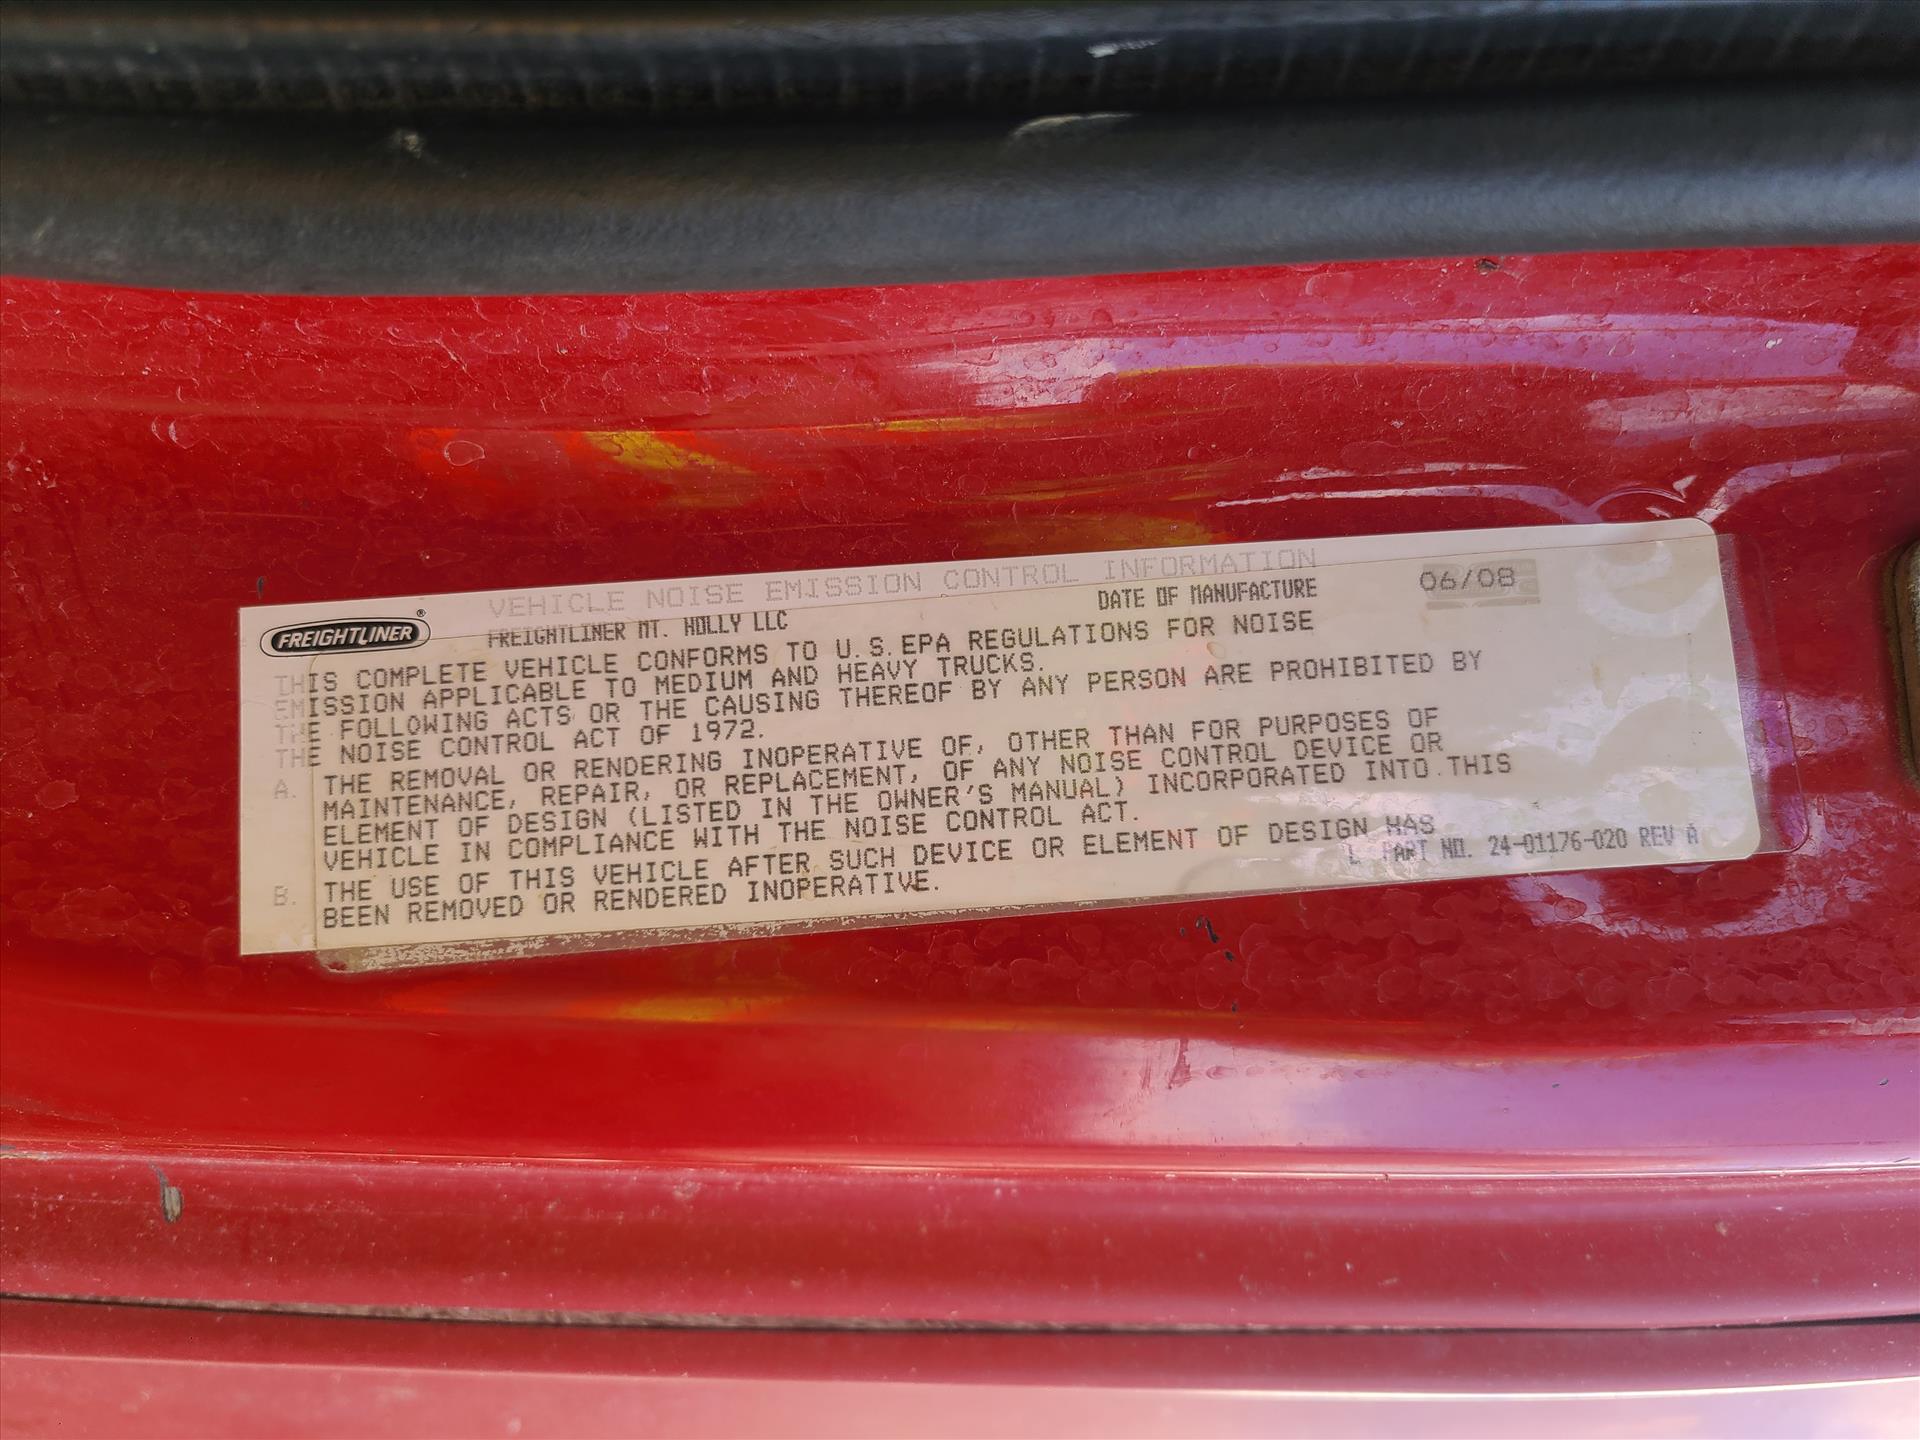 VEHICLE NOISE EMISSION CONTROL INFORMATION
FREIGHTLINER®
FREIGHTLINER MT. HOLLY LLC
DATE OF MANUFACTURE 06/08
THIS COMPLETE VEHICLE CONFORMS TO U.S.EPA REGULATIONS FOR NOISE
EMISSION APPLICABLE TO MEDIUM AND HEAVY TRUCKS.
THE FOLLOWING ACTS OR THE CAUSING THEREOF BY ANY PERSON ARE PROHIBITED BY
THE NOISE CONTROL ACT OF 1972.
A. THE REMOVAL OR RENDERING INOPERATIVE OF, OTHER THAN FOR PURPOSES OF
MAINTENANCE, REPAIR, OR REPLACEMENT, OF ANY NOISE CONTROL DEVICE OR
ELEMENT OF DESIGN (LISTED IN THE OWNER'S MANUAL) INCORPORATED INTO THIS
VEHICLE IN COMPLIANCE WITH THE NOISE CONTROL ACT.
B. THE USE OF THIS VEHICLE AFTER SUCH DEVICE OR ELEMENT OF DESIGN HAS
BEEN REMOVED OR RENDERED INOPERATIVE.
L PART NO. 24-01176-020 REV A